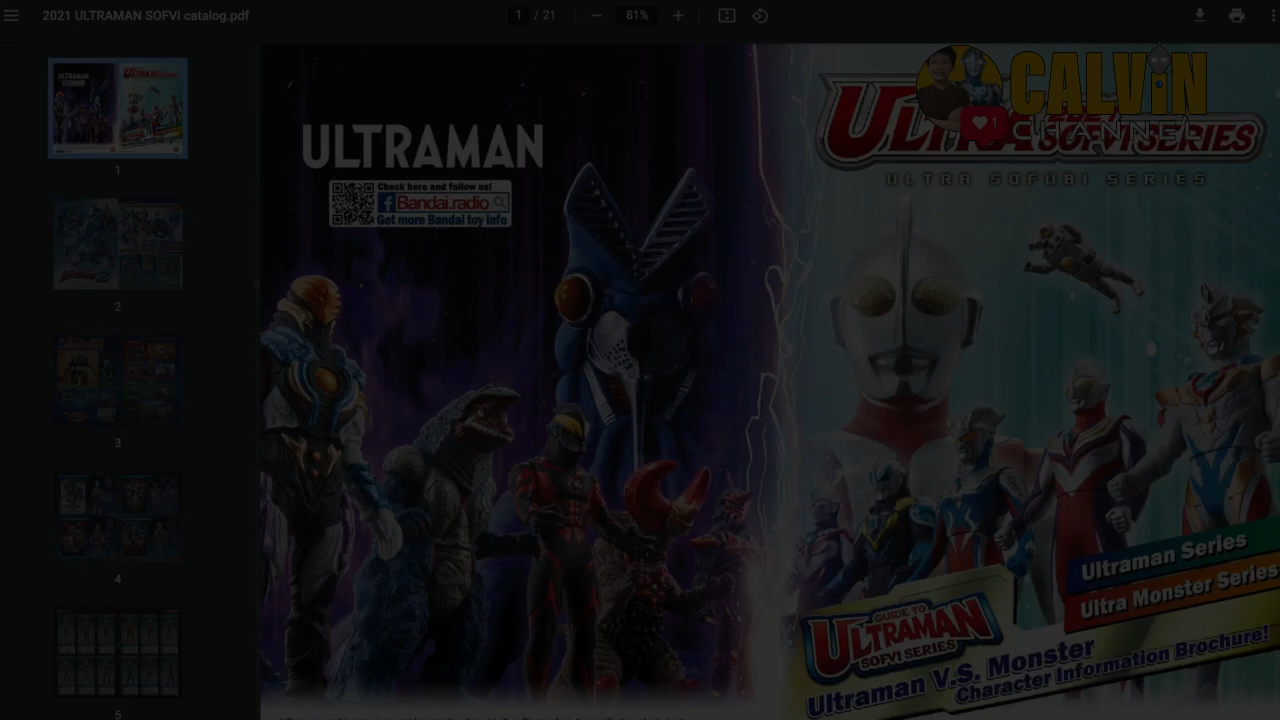 2021 ULTRAMAN SOFVI catalog.pdf
1 / 21
81%
1
2
3
4
5
ULTRAMAN
Check here and follow us!
Bandai.radio
Get more Bandai toy info
CALViN
1
CHANNEL
SOFVI SERIES
ULTRA SOFUBI SERIES
Ultraman Series
Ultra Monster Series
GUIDE TO
ULTRAMAN
SOFVI SERIES
Ultraman V.S. Monster
Character Information Brochure!